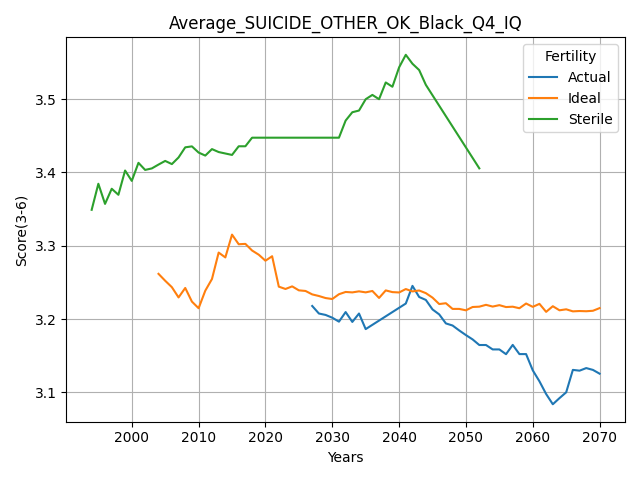 Average_SUICIDE_OTHER_OK_Black_Q4_IQ
Fertility
Actual
Ideal
Sterile
Score(3-6)
3.5
3.4
3.3
3.2
3.1
2000 2010 2020 2030 2040 2050 2060 2070
Years